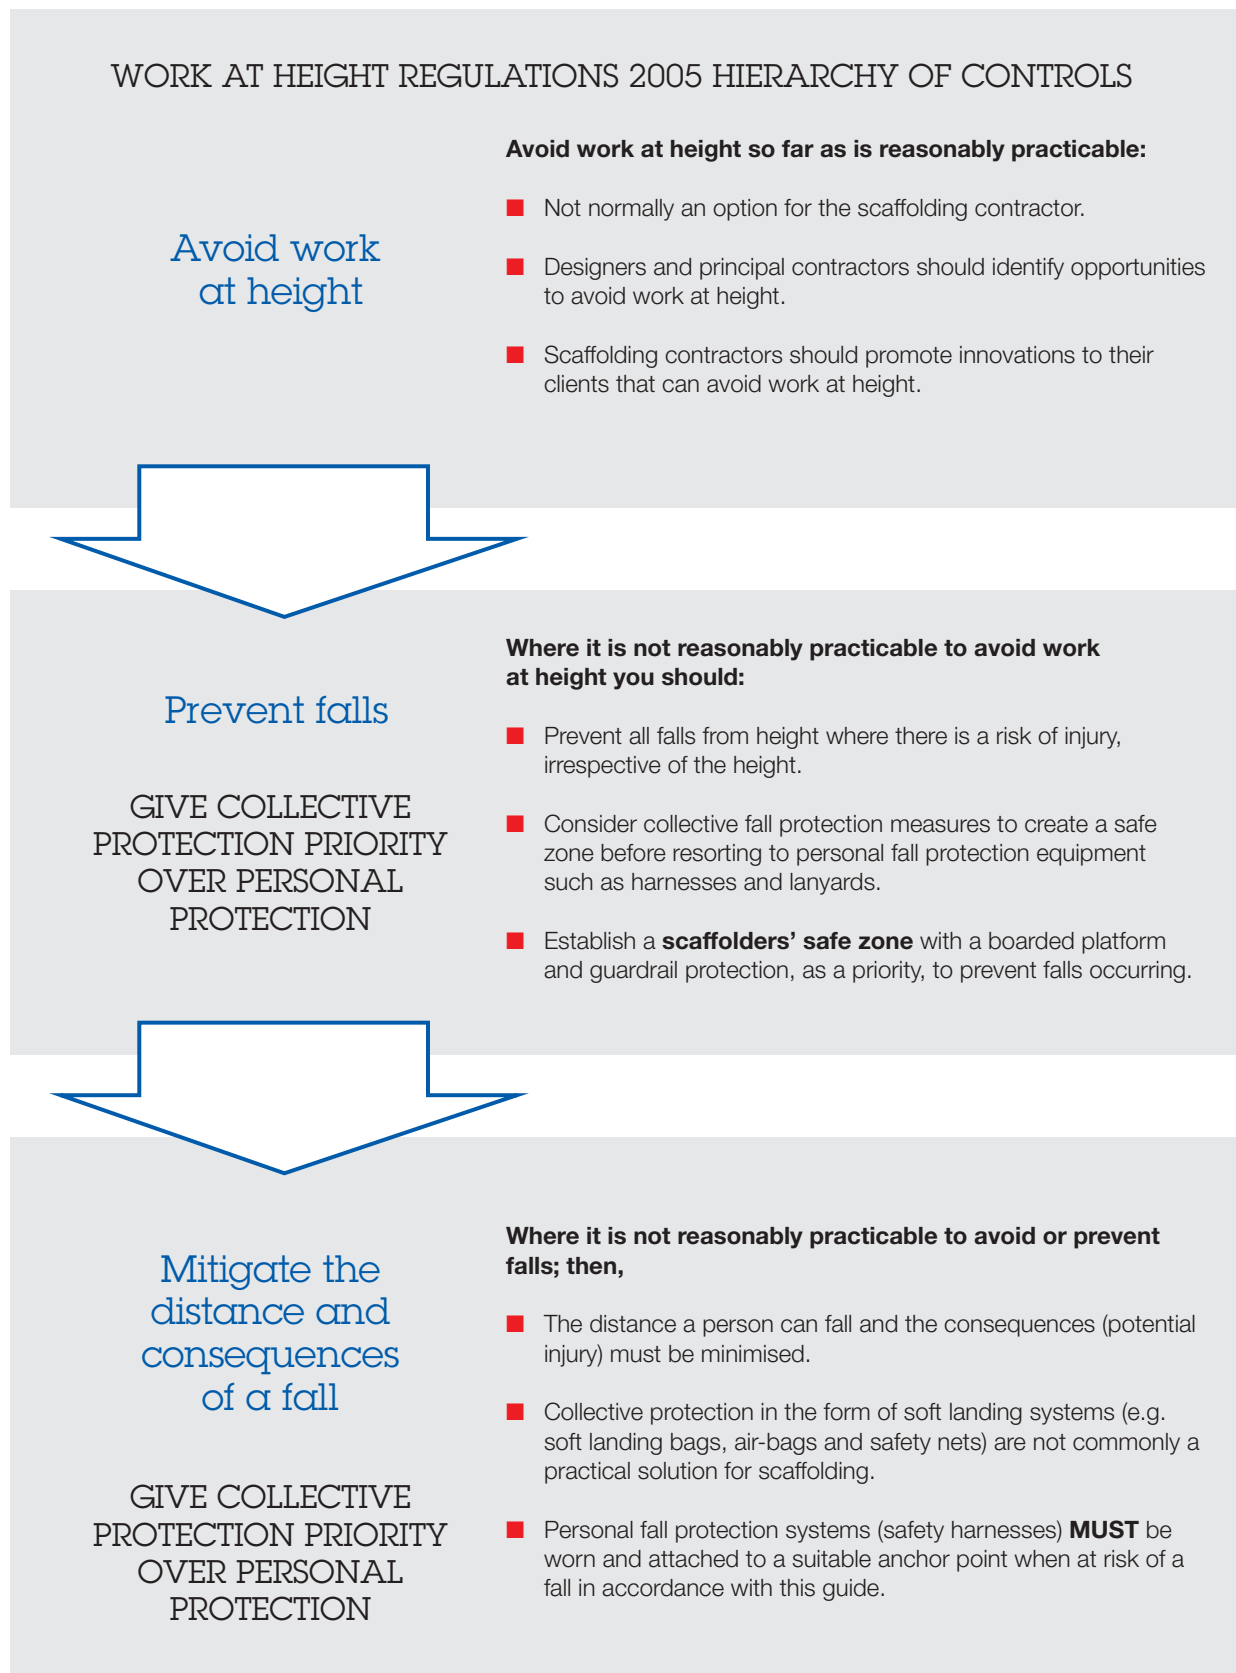 WORK AT HEIGHT REGULATIONS 2005 HIERARCHY OF CONTROLS
Avoid work
at height
Avoid work at height so far as is reasonably practicable:
■ Not normally an option for the scaffolding contractor.
■ Designers and principal contractors should identify opportunities
to avoid work at height.
■ Scaffolding contractors should promote innovations to their
clients that can avoid work at height.
Prevent falls
GIVE COLLECTIVE
PROTECTION PRIORITY
OVER PERSONAL
PROTECTION
Where it is not reasonably practicable to avoid work
at height you should:
■ Prevent all falls from height where there is a risk of injury,
irrespective of the height.
■ Consider collective fall protection measures to create a safe
zone before resorting to personal fall protection equipment
such as harnesses and lanyards.
■ Establish a scaffolders’ safe zone with a boarded platform
and guardrail protection, as a priority, to prevent falls occurring.
Mitigate the
distance and
consequences
of a fall
GIVE COLLECTIVE
PROTECTION PRIORITY
OVER PERSONAL
PROTECTION
Where it is not reasonably practicable to avoid or prevent
falls; then,
■ The distance a person can fall and the consequences (potential
injury) must be minimised.
■ Collective protection in the form of soft landing systems (e.g.
soft landing bags, air-bags and safety nets) are not commonly a
practical solution for scaffolding.
■ Personal fall protection systems (safety harnesses) MUST be
worn and attached to a suitable anchor point when at risk of a
fall in accordance with this guide.